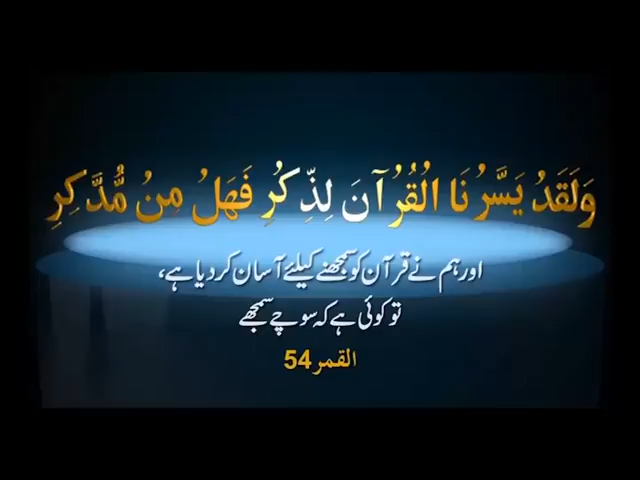 وَلَقَدُ يَسَّرُنَا الُقُرُآنَ لِذِّكُرِ فَهَلُ مِنُ مُّدَّكِرِ
اور ہم نے قرآن کو سمجھنے کیلئے آسان کر دیا ہے،
تو کوئی ہے کہ سوچے سمجھے
القمر 54